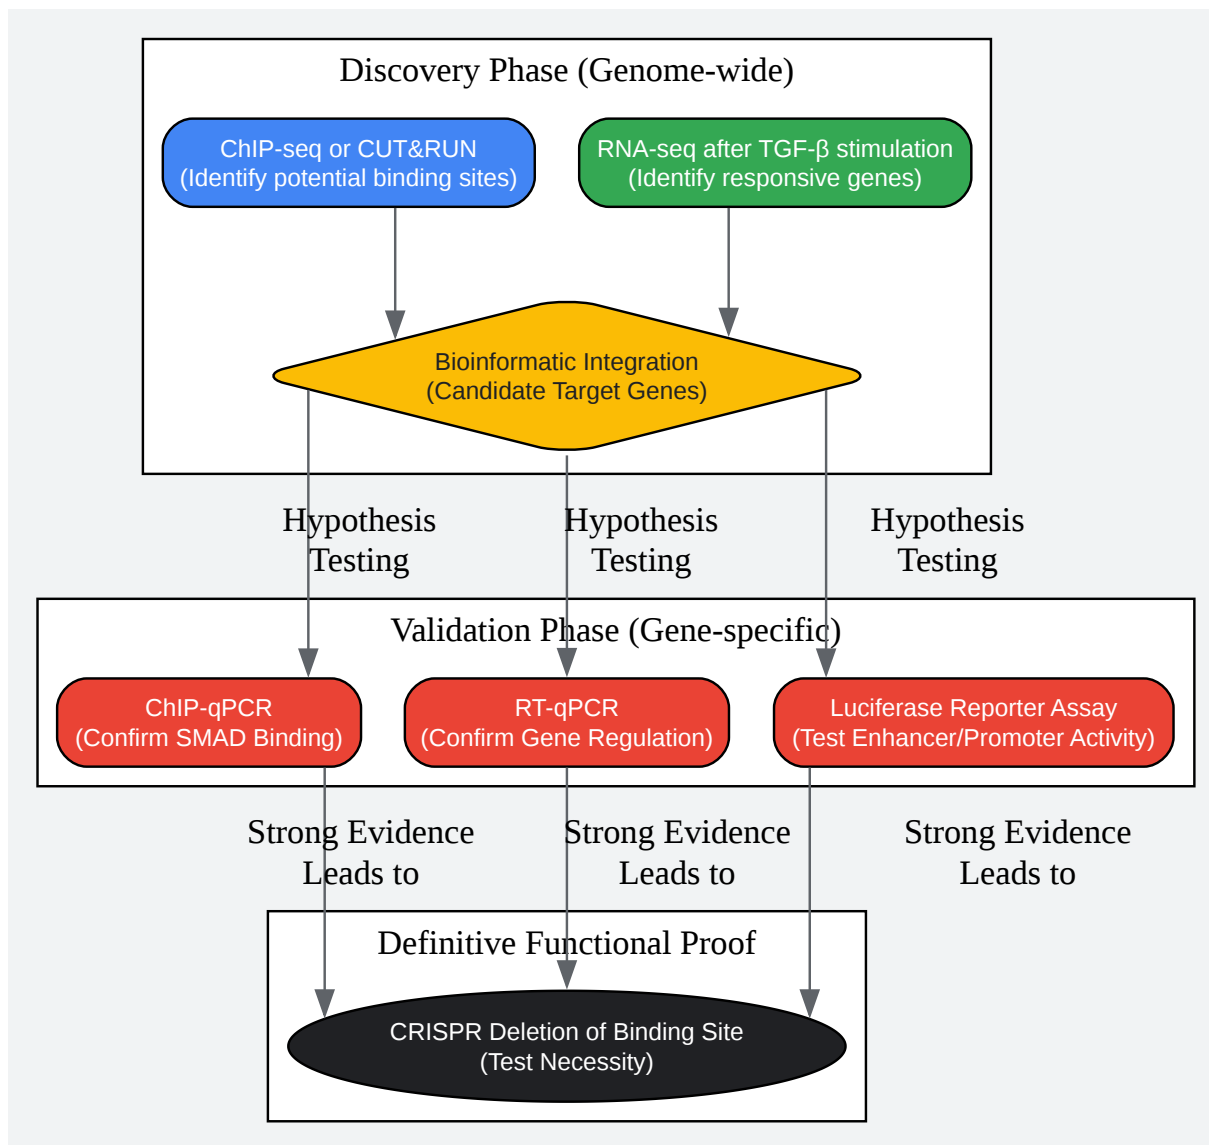 Discovery Phase (Genome-wide)
ChIP-seq or CUT&RUN
(Identify potential binding sites)
RNA-seq after TGF-β stimulation
(Identify responsive genes)
Bioinformatic Integration
(Candidate Target Genes)
Hypothesis
Testing
Hypothesis
Testing
Hypothesis
Testing
Validation Phase (Gene-specific)
ChIP-qPCR
(Confirm SMAD Binding)
RT-qPCR
(Confirm Gene Regulation)
Luciferase Reporter Assay
(Test Enhancer/Promoter Activity)
Strong Evidence
Leads to
Strong Evidence
Leads to
Strong Evidence
Leads to
Definitive Functional Proof
CRISPR Deletion of Binding Site
(Test Necessity)